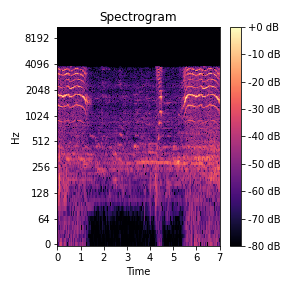 Spectrogram
+0 dB
8192
-10 dB
4096
-20 dB
2048
-30 dB
1024
Hz
512
-40 dB
256
-50 dB
128
-60 dB
64
-70 dB
0
-80 dB
0 1 2 3 4 5 6 7
Time